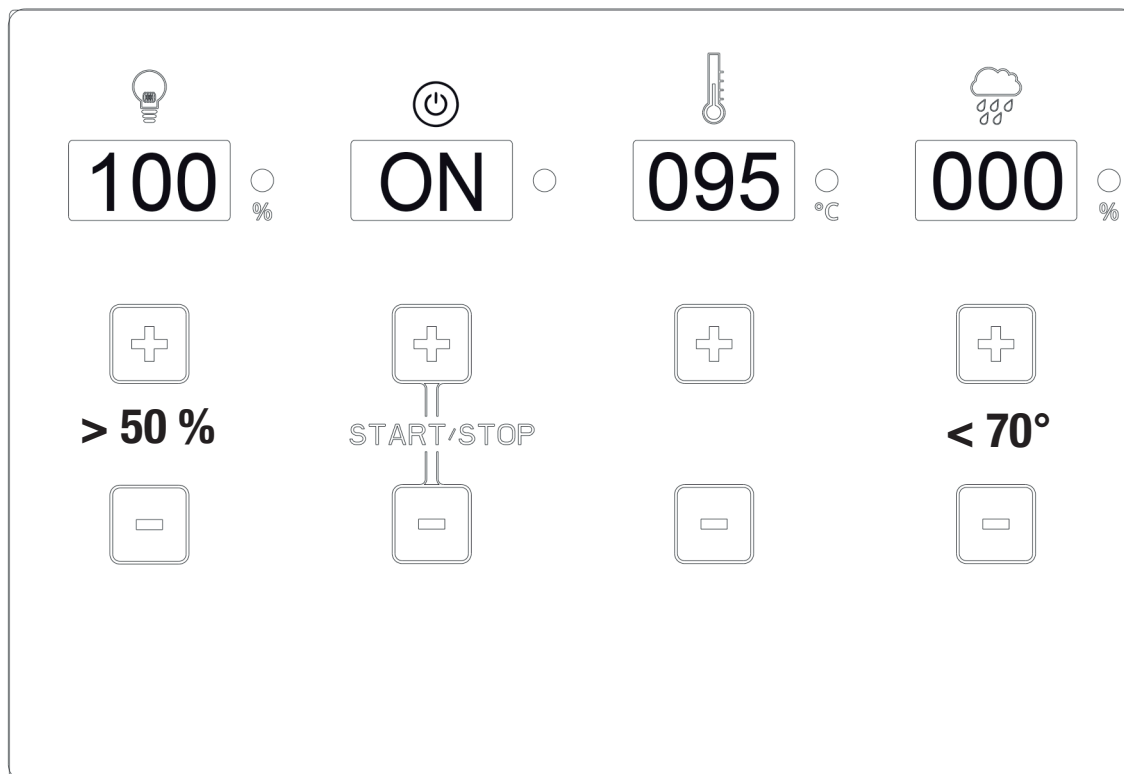 100 % ON 095 °C 000 %
+ + + +
> 50 % START/STOP < 70°
- - - -